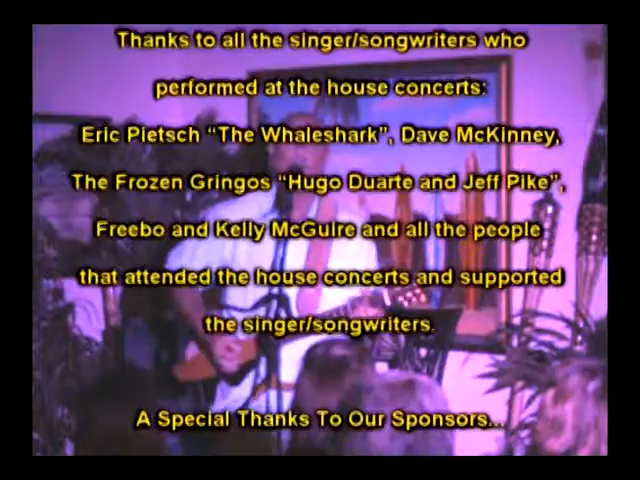 Thanks to all the singer/songwriters who
performed at the house concerts:
Eric Pietsch “The Whaleshark”, Dave McKinney,
The Frozen Gringos “Hugo Duarte and Jeff Pike”,
Freebo and Kelly McGuire and all the people
that attended the house concerts and supported
the singer/songwriters.
A Special Thanks To Our Sponsors...